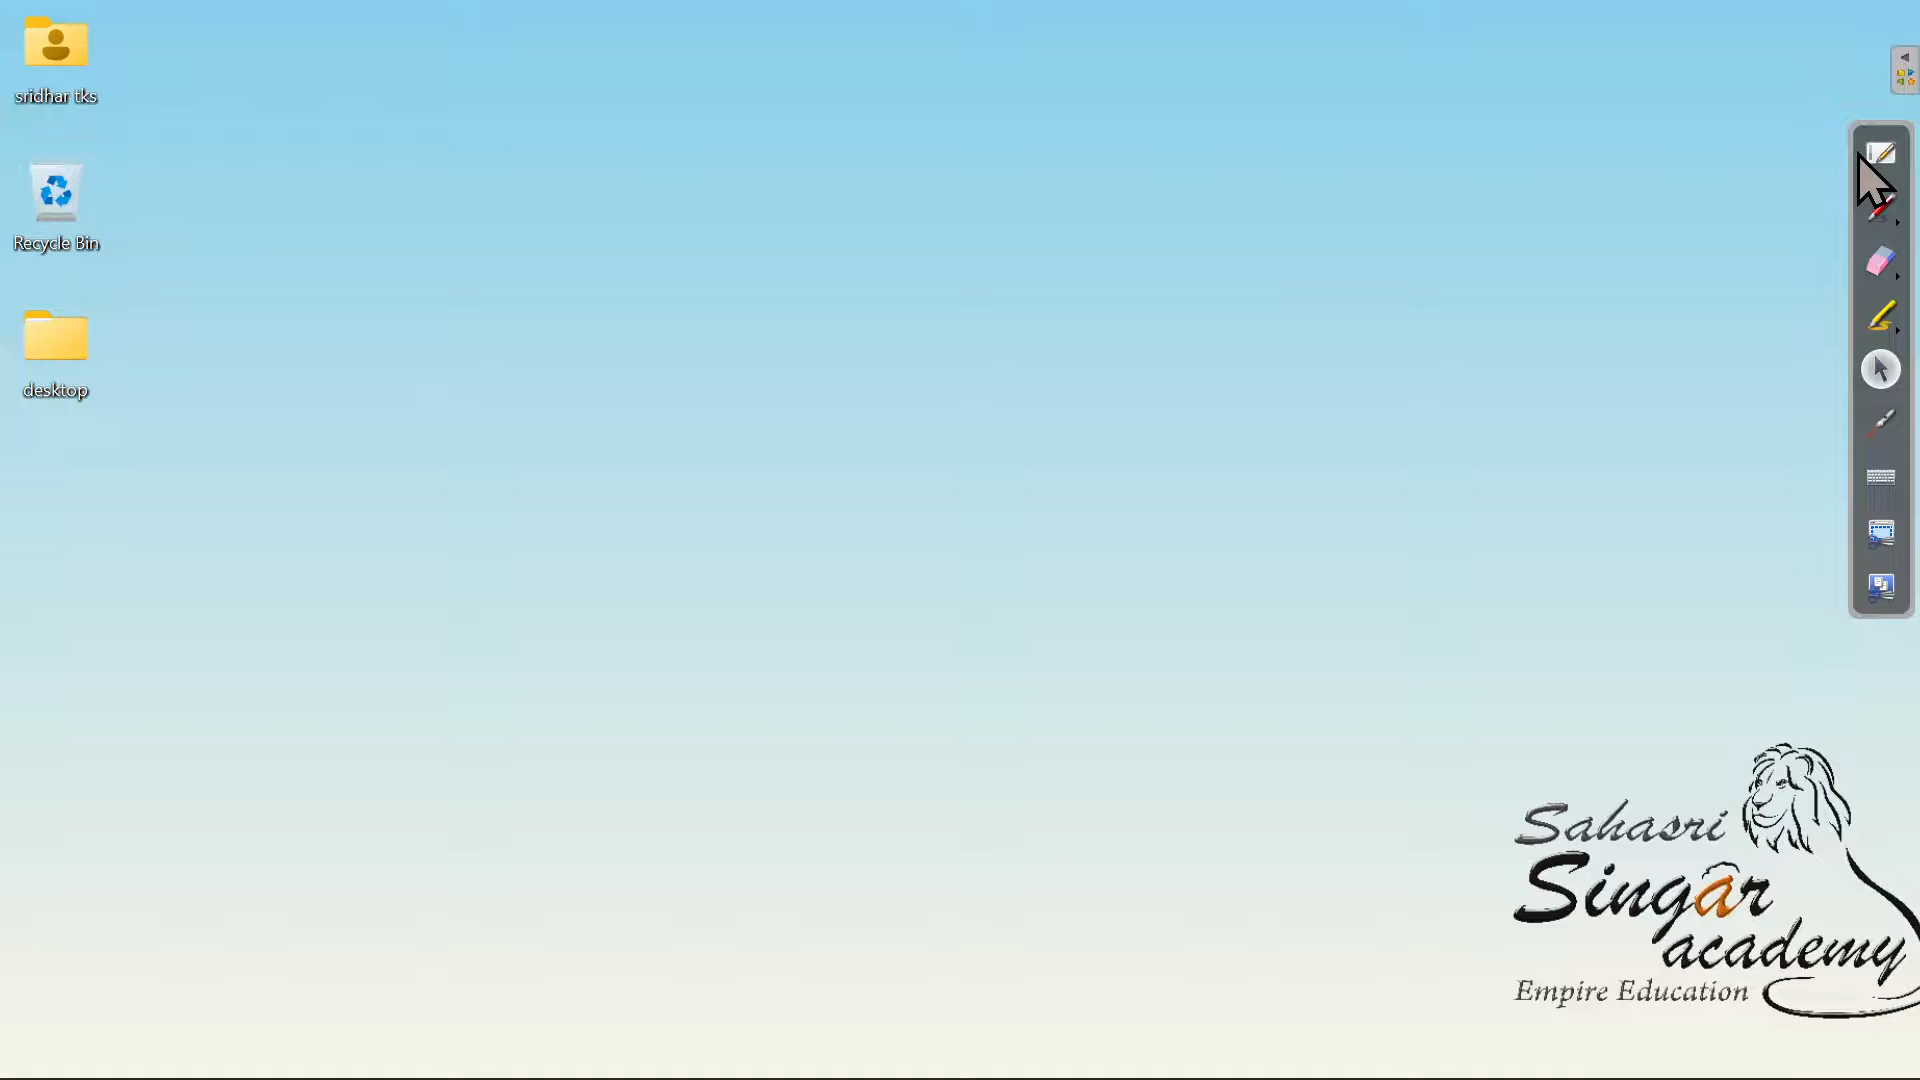 sridhar tks
Recycle Bin
desktop
Sahasri
Singar
academy
Empire Education